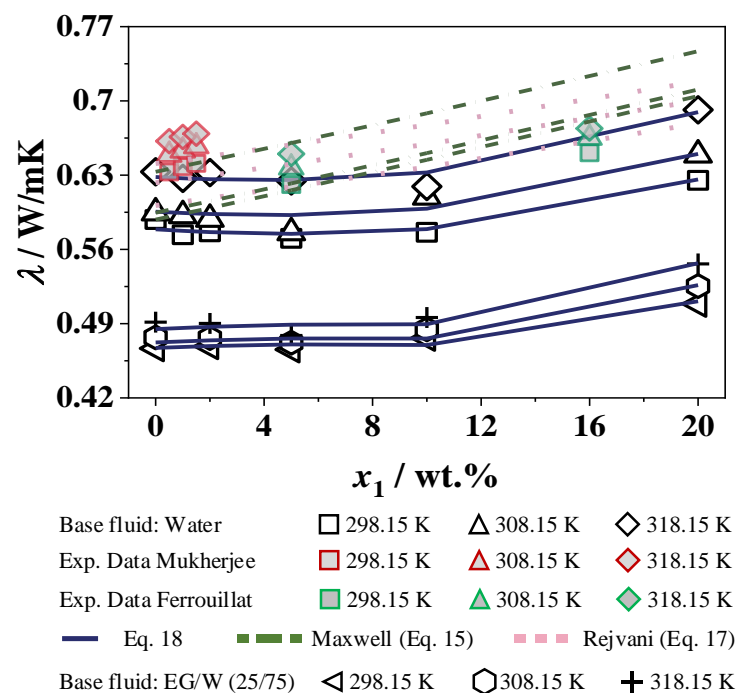 0.77
0.7
0.63
0.56
0.49
0.42
λ / W/mK
0 4 8 12 16 20
x₁ / wt.%
Base fluid: Water 298.15 K 308.15 K 318.15 K
Exp. Data Mukherjee 298.15 K 308.15 K 318.15 K
Exp. Data Ferrouillat 298.15 K 308.15 K 318.15 K
Eq. 18 Maxwell (Eq. 15) Rejvani (Eq. 17)
Base fluid: EG/W (25/75) 298.15 K 308.15 K 318.15 K